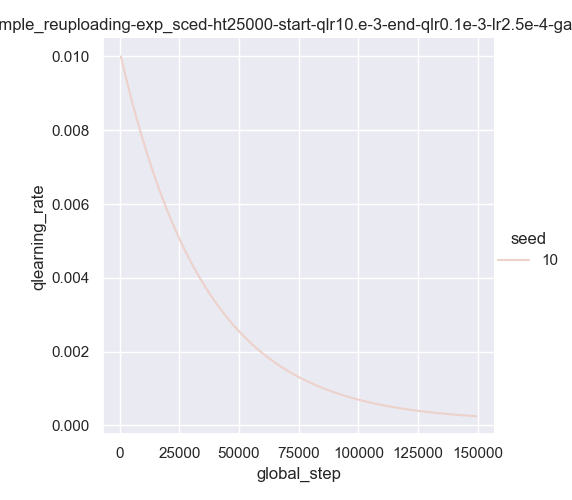 mple_reuploading-exp_sced-ht25000-start-qlr10.e-3-end-qlr0.1e-3-lr2.5e-4-ga
0.010
0.008
0.006
0.004
0.002
0.000
qlearning_rate
0 25000 50000 75000 100000 125000 150000
global_step
seed
10